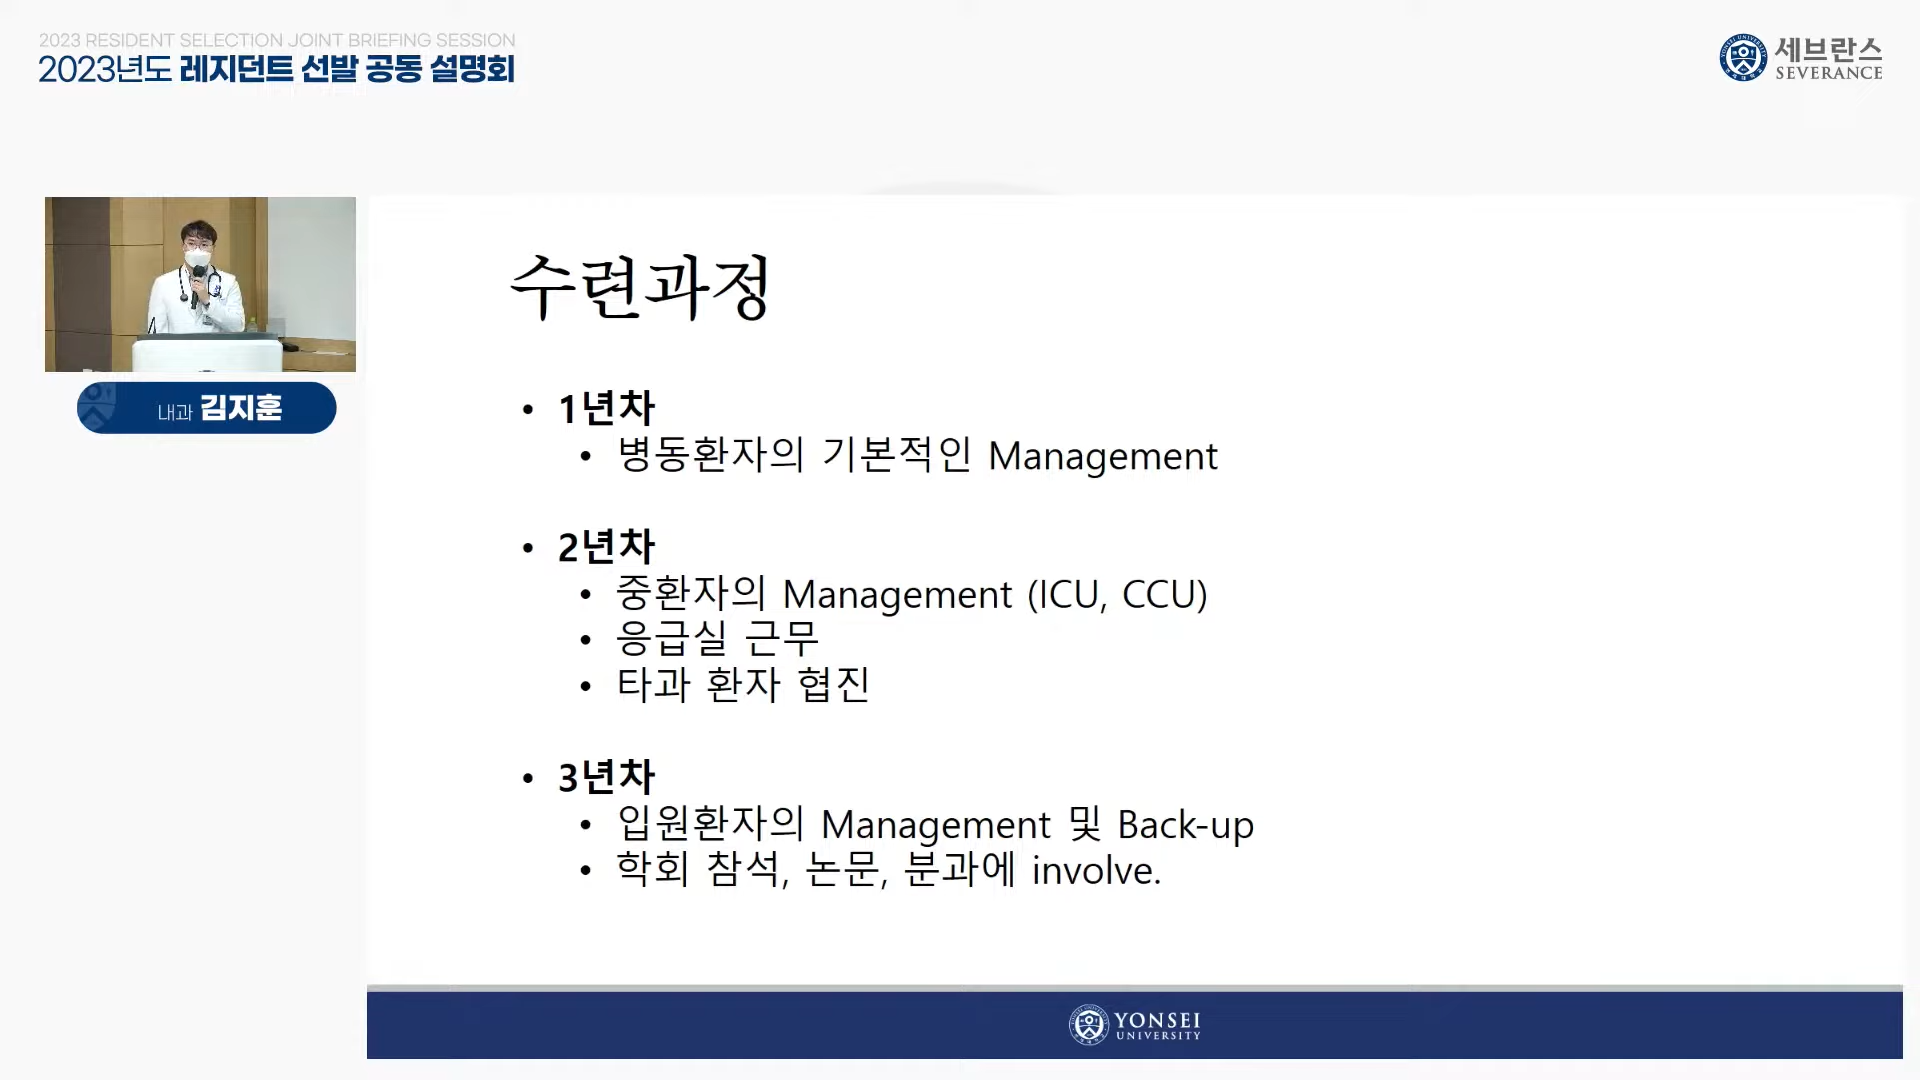 2023 RESIDENT SELECTION JOINT BRIEFING SESSION
2023년도 레지던트 선발 공동 설명회
세브란스
SEVERANCE
내과 김지훈
수련과정
• 1년차
• 병동환자의 기본적인 Management
• 2년차
• 중환자의 Management (ICU, CCU)
• 응급실 근무
• 타과 환자 협진
• 3년차
• 입원환자의 Management 및 Back-up
• 학회 참석, 논문, 분과에 involve.
YONSEI
UNIVERSITY